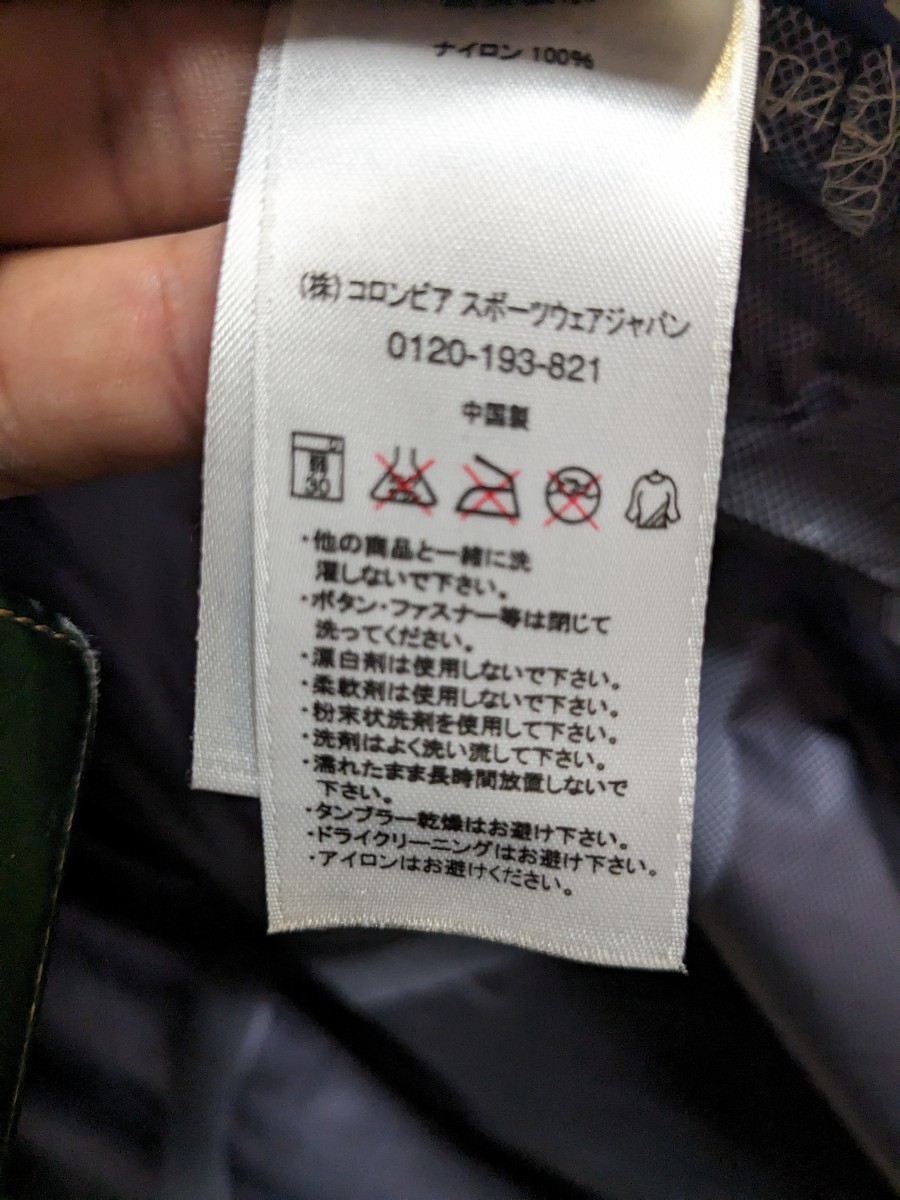 ナイロン 100%
(株) コロンビア スポーツウェアジャパン
0120-193-821
中国製
弱
30
・他の商品と一緒に洗
濯しないで下さい。
・ボタン・ファスナー等は閉じて
洗ってください。
・漂白剤は使用しないで下さい。
・柔軟剤は使用しないで下さい。
・粉末状洗剤を使用して下さい。
・洗剤はよく洗い流して下さい。
・濡れたまま長時間放置しないで
下さい。
・タンブラー乾燥はお避け下さい。
・ドライクリーニングはお避け下さい。
・アイロンはお避けください。